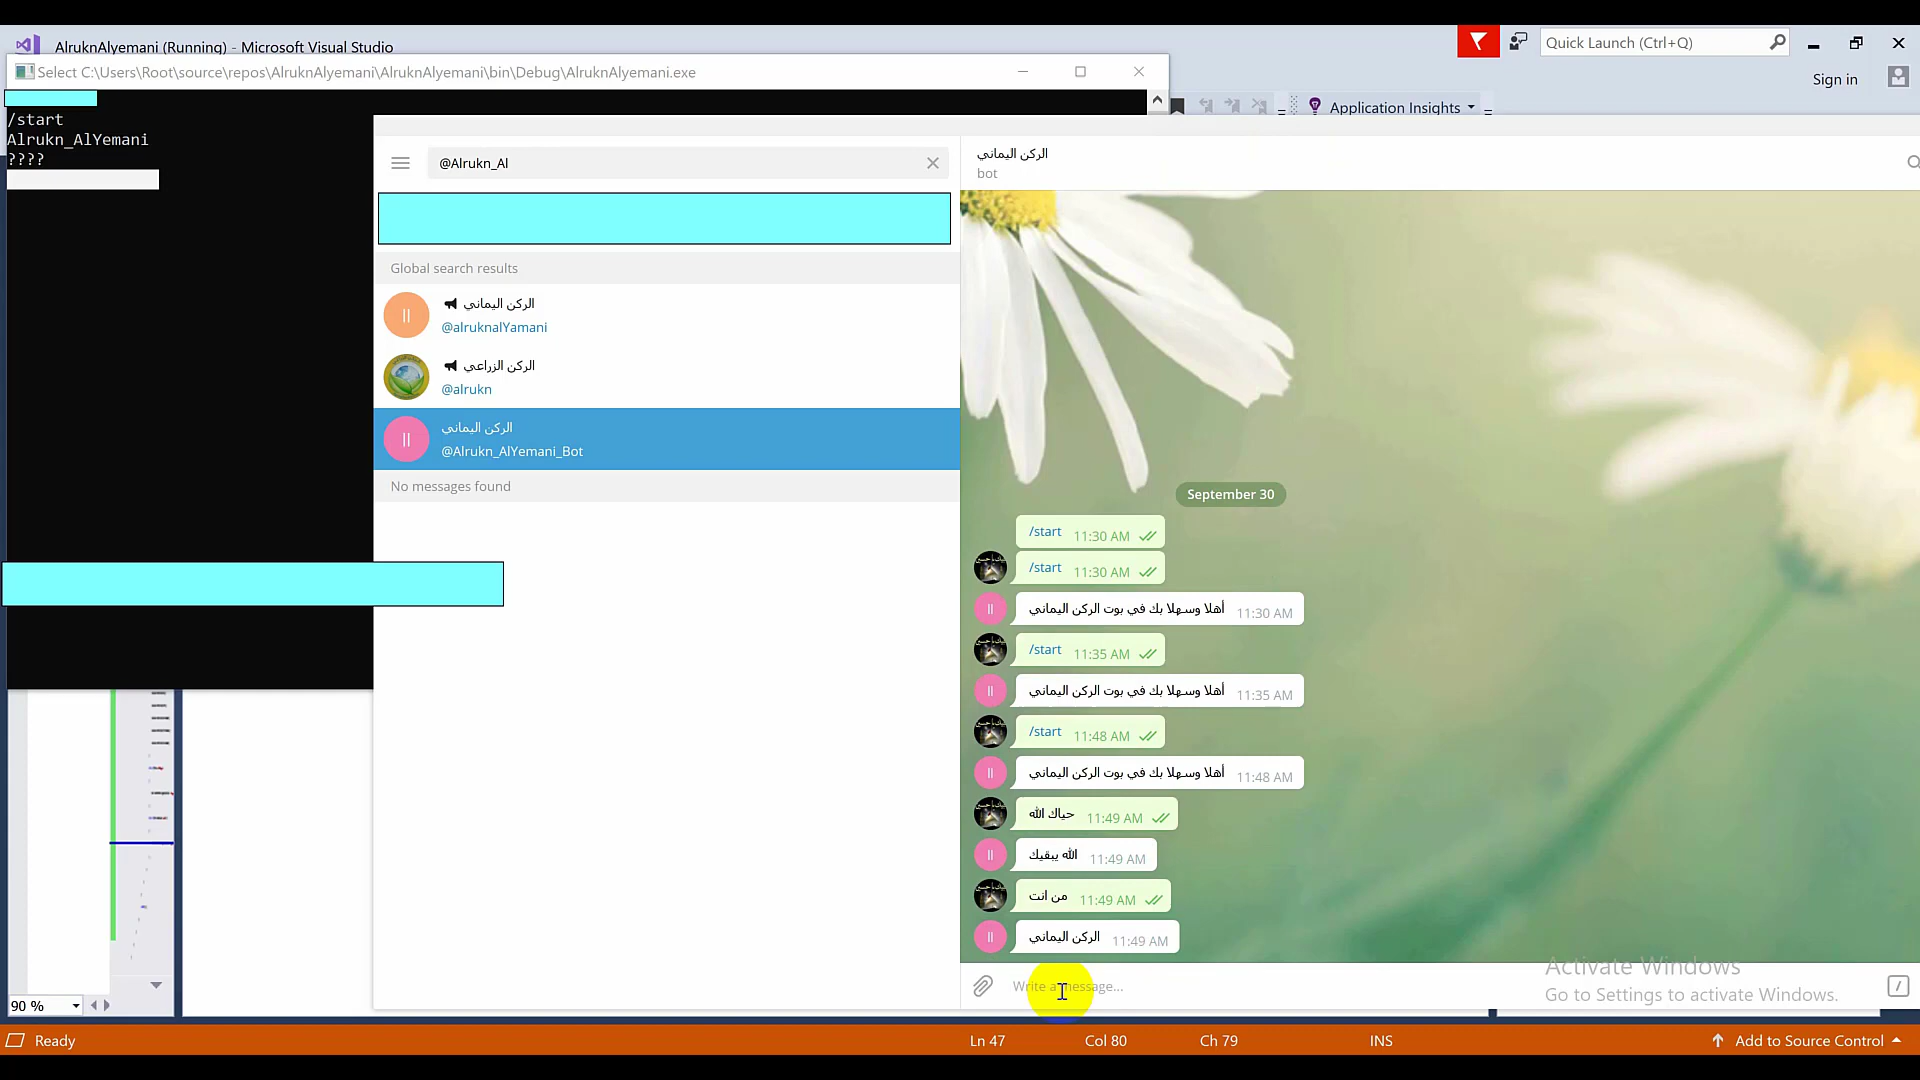 AlruknAlyemani (Running) - Microsoft Visual Studio
Quick Launch (Ctrl+Q)
Select C:\Users\Root\source\repos\AlruknAlyemani\AlruknAlyemani\bin\Debug\AlruknAlyemani.exe
Sign in
Application Insights
/start
Alrukn_AlYemani
????
@Alrukn_Al
Global search results
الركن اليماني
@alruknalYamani
الركن الزراعي
@alrukn
الركن اليماني
@Alrukn_AlYemani_Bot
No messages found
الركن اليماني
bot
September 30
/start 11:30 AM
/start 11:30 AM
أهلا وسهلا بك في بوت الركن اليماني 11:30 AM
/start 11:35 AM
أهلا وسهلا بك في بوت الركن اليماني 11:35 AM
/start 11:48 AM
أهلا وسهلا بك في بوت الركن اليماني 11:48 AM
حياك الله 11:49 AM
الله يبقيك 11:49 AM
من انت 11:49 AM
الركن اليماني 11:49 AM
Write a message...
Activate Windows
Go to Settings to activate Windows.
90 %
Ready
Ln 47
Col 80
Ch 79
INS
Add to Source Control